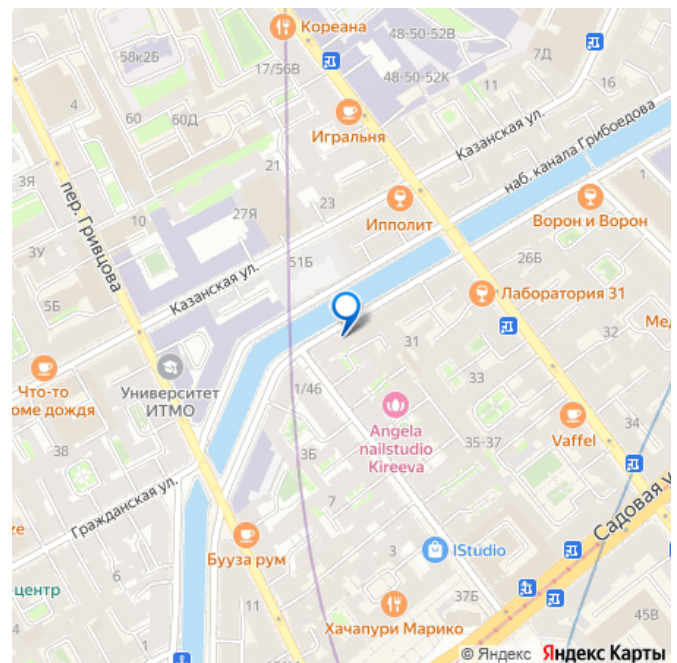 Кореана
48-50-52В
58к2Б
17/56В
7Д
48-50-52К
16
4
60
60Д
Игральня
Казанская ул.
наб. канала Грибоедова
21
3Я
пер. Гривцова
27Я
23
Ипполит
1
Ворон и Ворон
10
3У
51Б
26Б
Казанская ул.
5Б
Лаборатория 31
31
32
Мед
Что-то
оме дождя
Университет
ИТМО
1/46
33
Angela
nailstudio
Kireeva
34
Vaffel
38
3Б
35-37
Гражданская ул.
7
Садовая у
ze
Бууза рум
3
IStudio
центр
6
11
37Б
Хачапури Марико
45В
31
© Яндекс Яндекс Карты